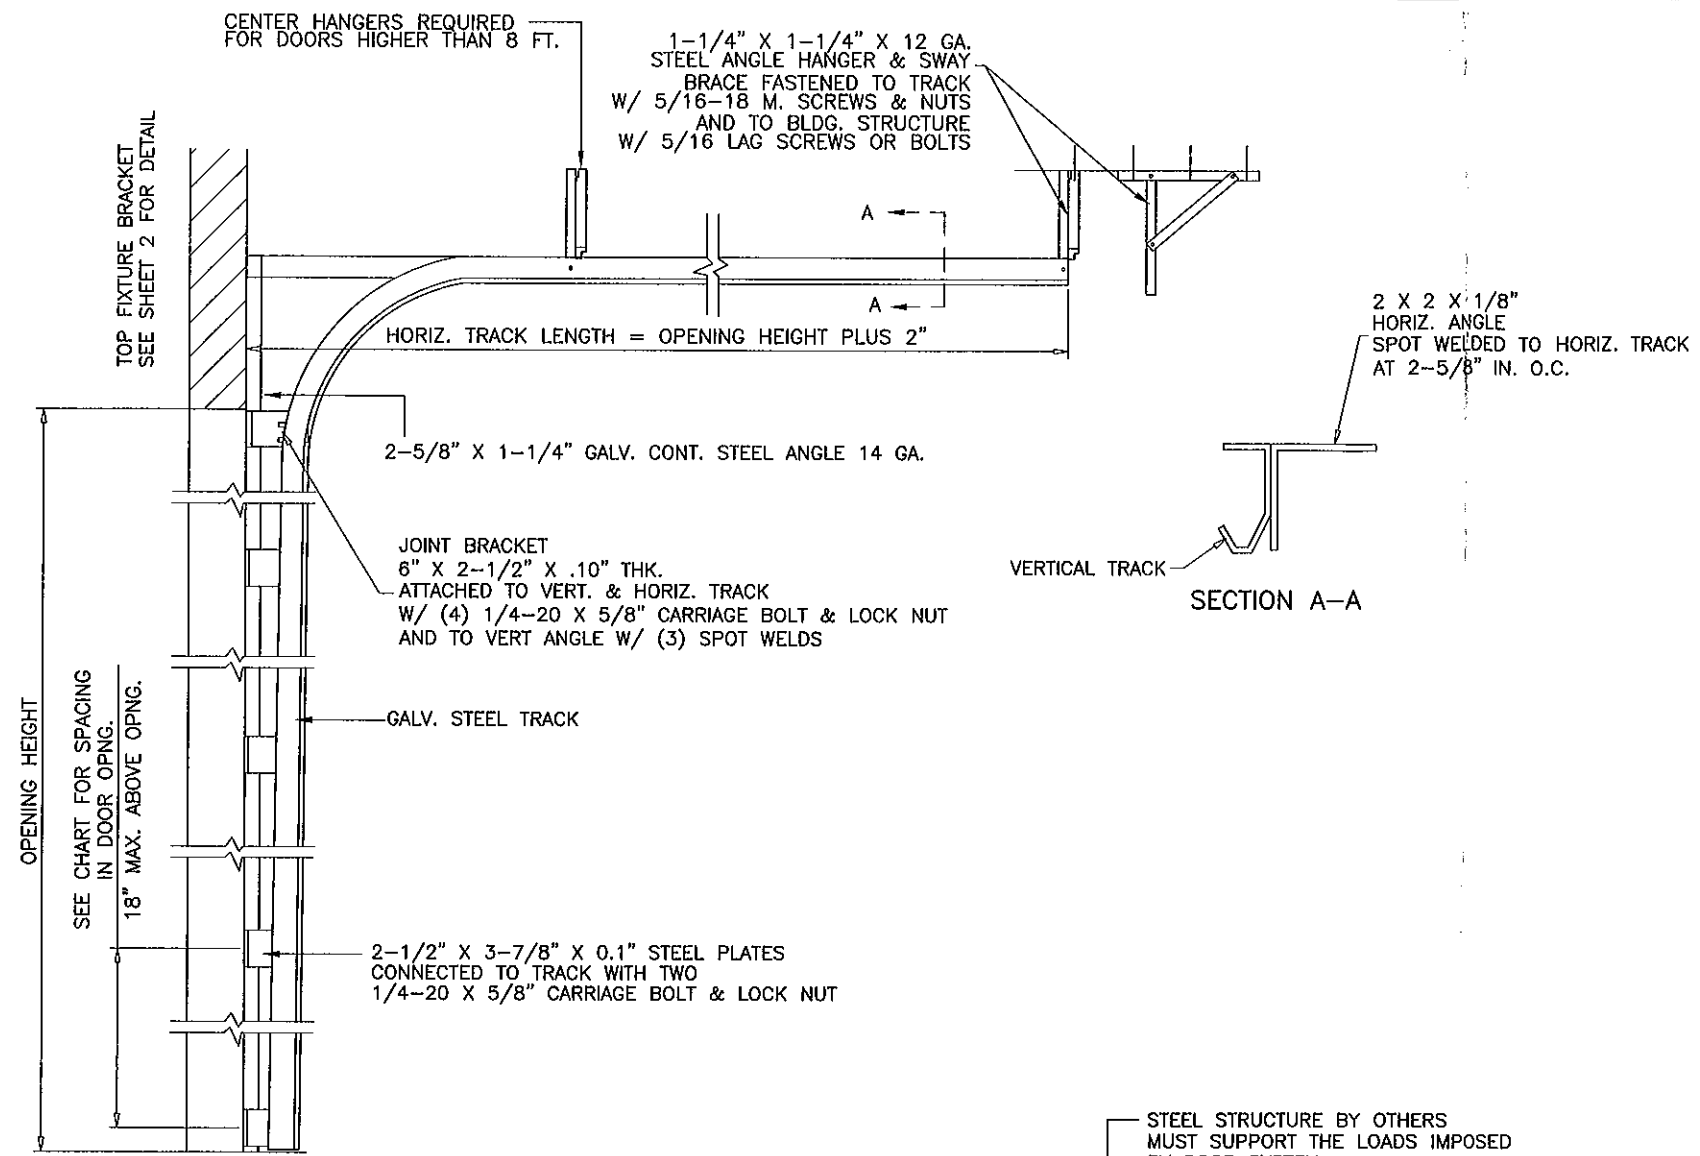 CENTER HANGERS REQUIRED
FOR DOORS HIGHER THAN 8 FT.
1-1/4" X 1-1/4" X 12 GA.
STEEL ANGLE HANGER & SWAY
BRACE FASTENED TO TRACK
W/ 5/16-18 M. SCREWS & NUTS
AND TO BLDG. STRUCTURE
W/ 5/16 LAG SCREWS OR BOLTS
TOP FIXTURE BRACKET
SEE SHEET 2 FOR DETAIL
A
A
HORIZ. TRACK LENGTH = OPENING HEIGHT PLUS 2"
2 X 2 X 1/8"
HORIZ. ANGLE
SPOT WELDED TO HORIZ. TRACK
AT 2-5/8" IN. O.C.
2-5/8" X 1-1/4" GALV. CONT. STEEL ANGLE 14 GA.
JOINT BRACKET
6" X 2-1/2" X .10" THK.
ATTACHED TO VERT. & HORIZ. TRACK
W/ (4) 1/4-20 X 5/8" CARRIAGE BOLT & LOCK NUT
AND TO VERT ANGLE W/ (3) SPOT WELDS
VERTICAL TRACK
SECTION A-A
GALV. STEEL TRACK
OPENING HEIGHT
SEE CHART FOR SPACING
IN DOOR OPNG.
18" MAX. ABOVE OPNG.
2-1/2" X 3-7/8" X 0.1" STEEL PLATES
CONNECTED TO TRACK WITH TWO
1/4-20 X 5/8" CARRIAGE BOLT & LOCK NUT
STEEL STRUCTURE BY OTHERS
MUST SUPPORT THE LOADS IMPOSED